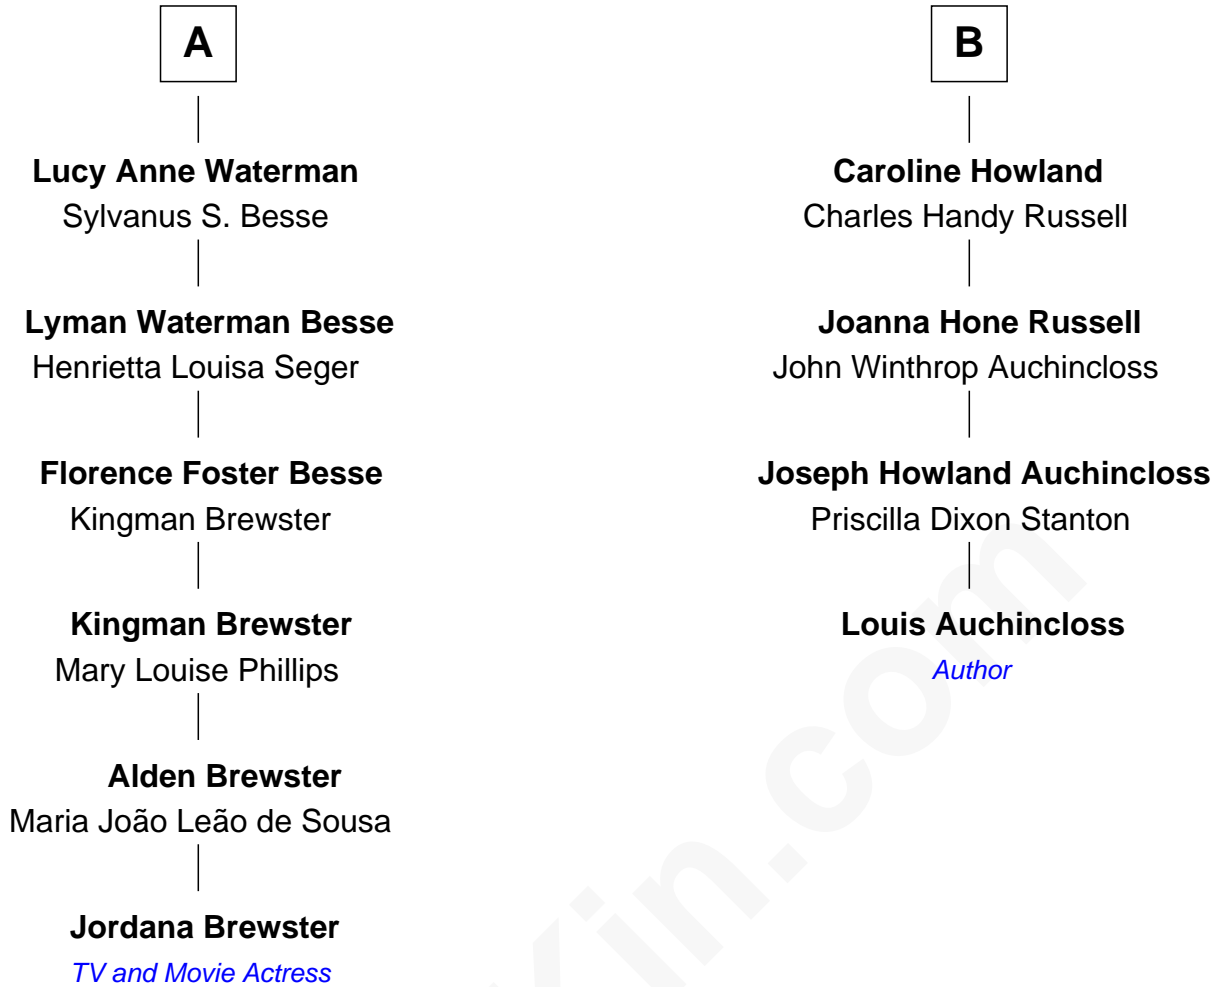 A
Lucy Anne Waterman
Sylvanus S. Besse
Lyman Waterman Besse
Henrietta Louisa Seger
Florence Foster Besse
Kingman Brewster
Kingman Brewster
Mary Louise Phillips
Alden Brewster
Maria João Leão de Sousa
Jordana Brewster
TV and Movie Actress
B
Caroline Howland
Charles Handy Russell
Joanna Hone Russell
John Winthrop Auchincloss
Joseph Howland Auchincloss
Priscilla Dixon Stanton
Louis Auchincloss
Author
Kin.com